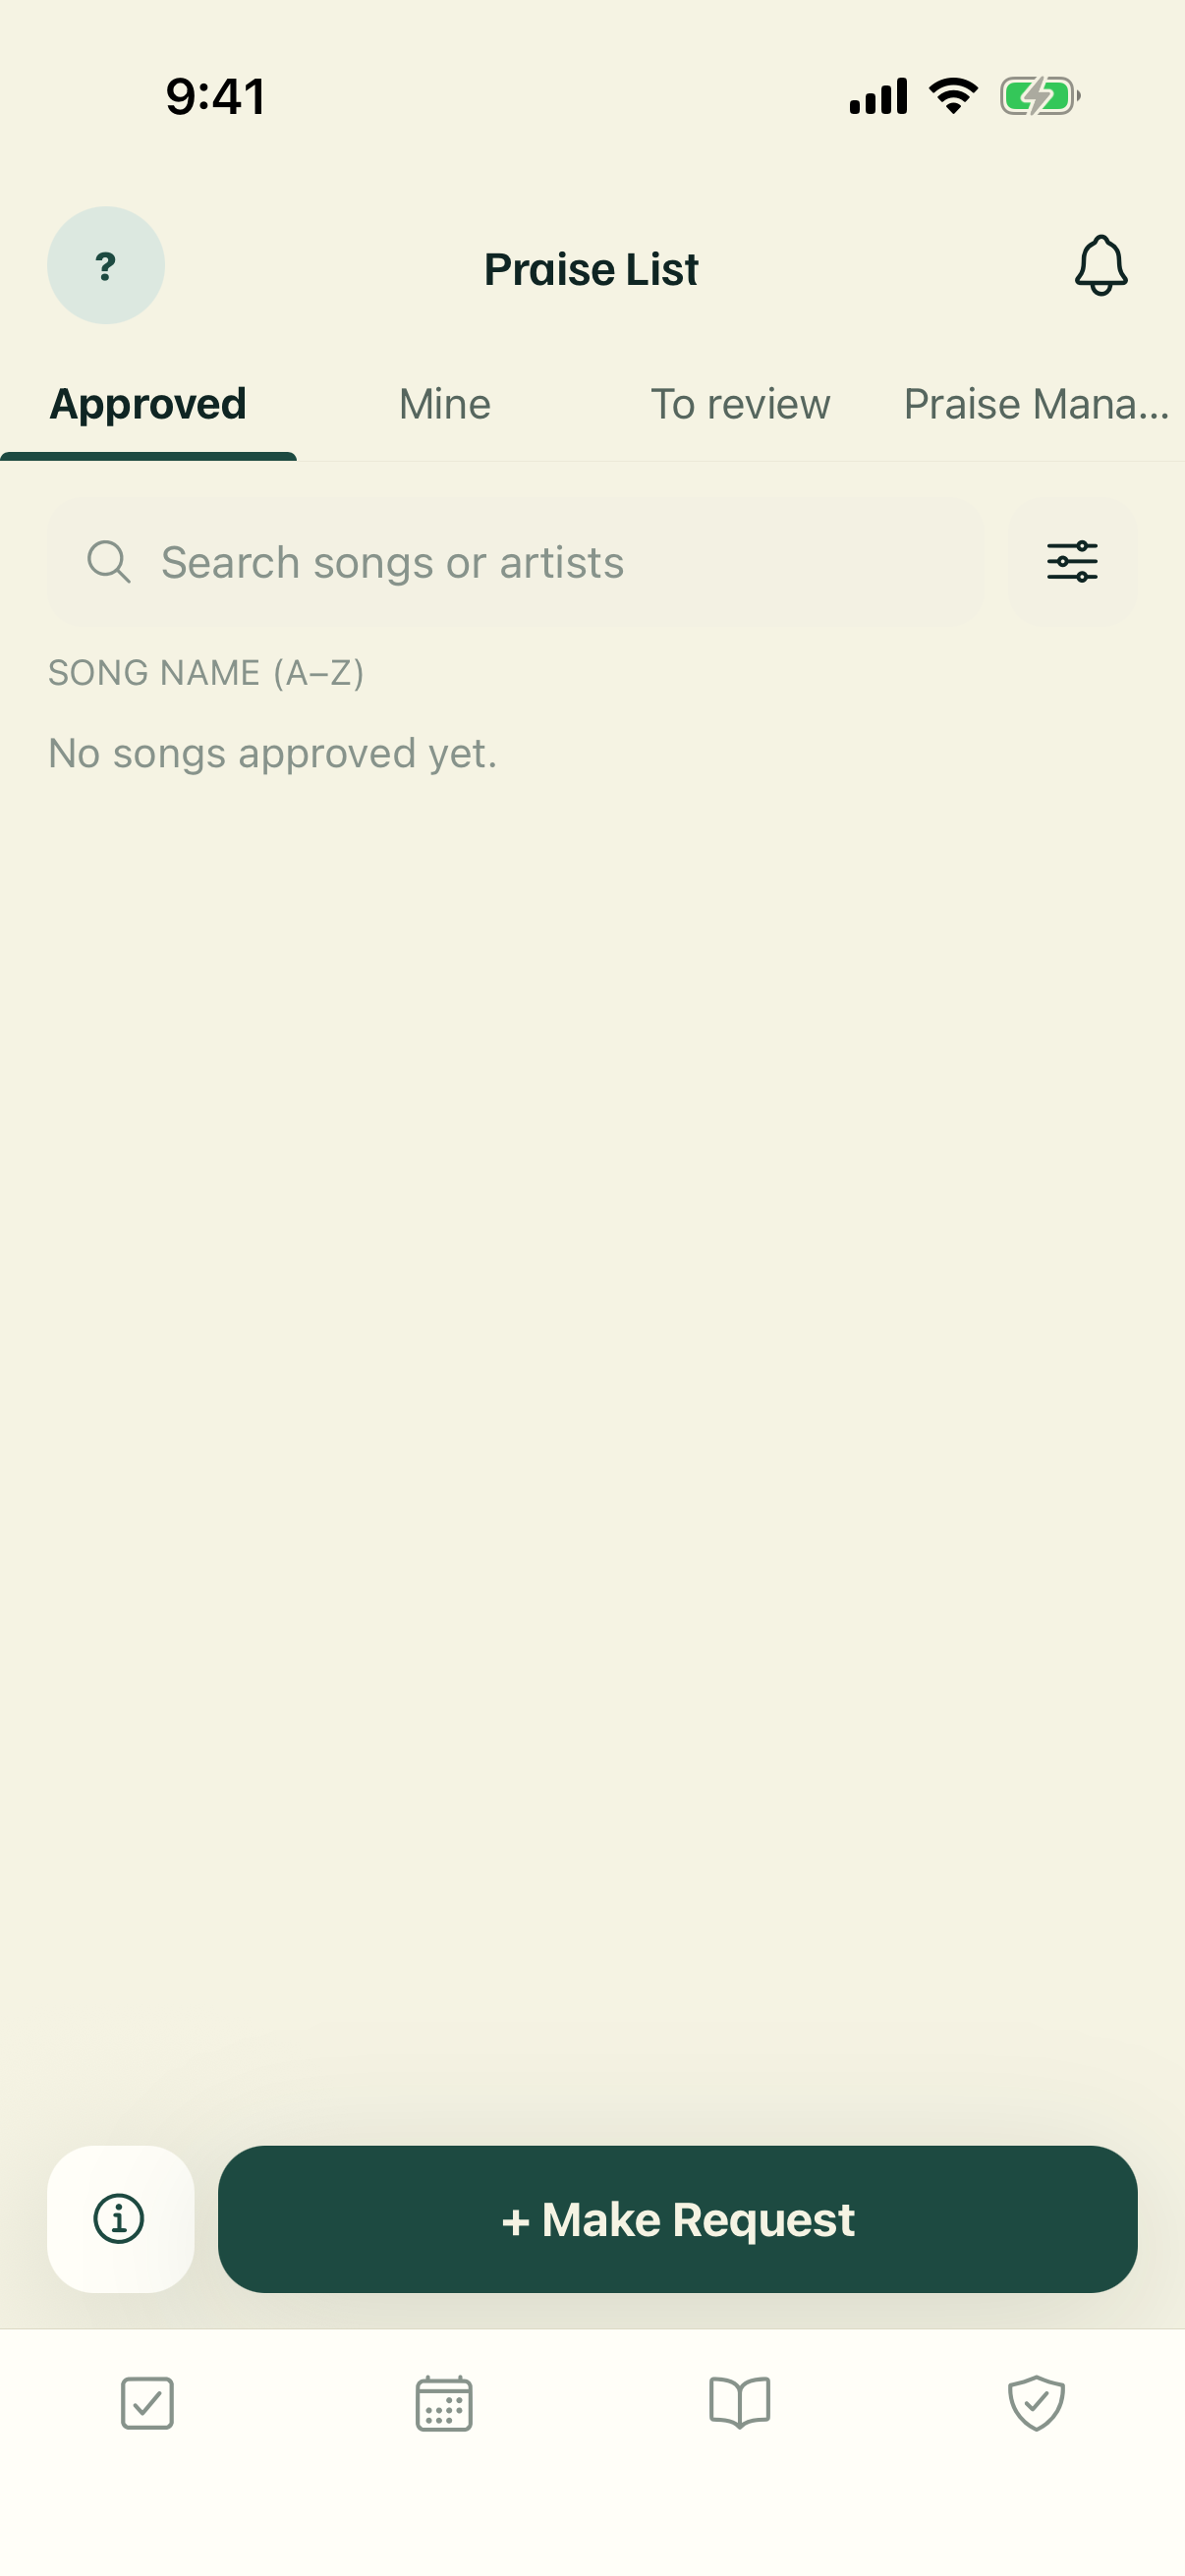 9:41
?
Praise List
Approved
Mine
To review
Praise Mana...
Search songs or artists
SONG NAME (A–Z)
No songs approved yet.
+ Make Request